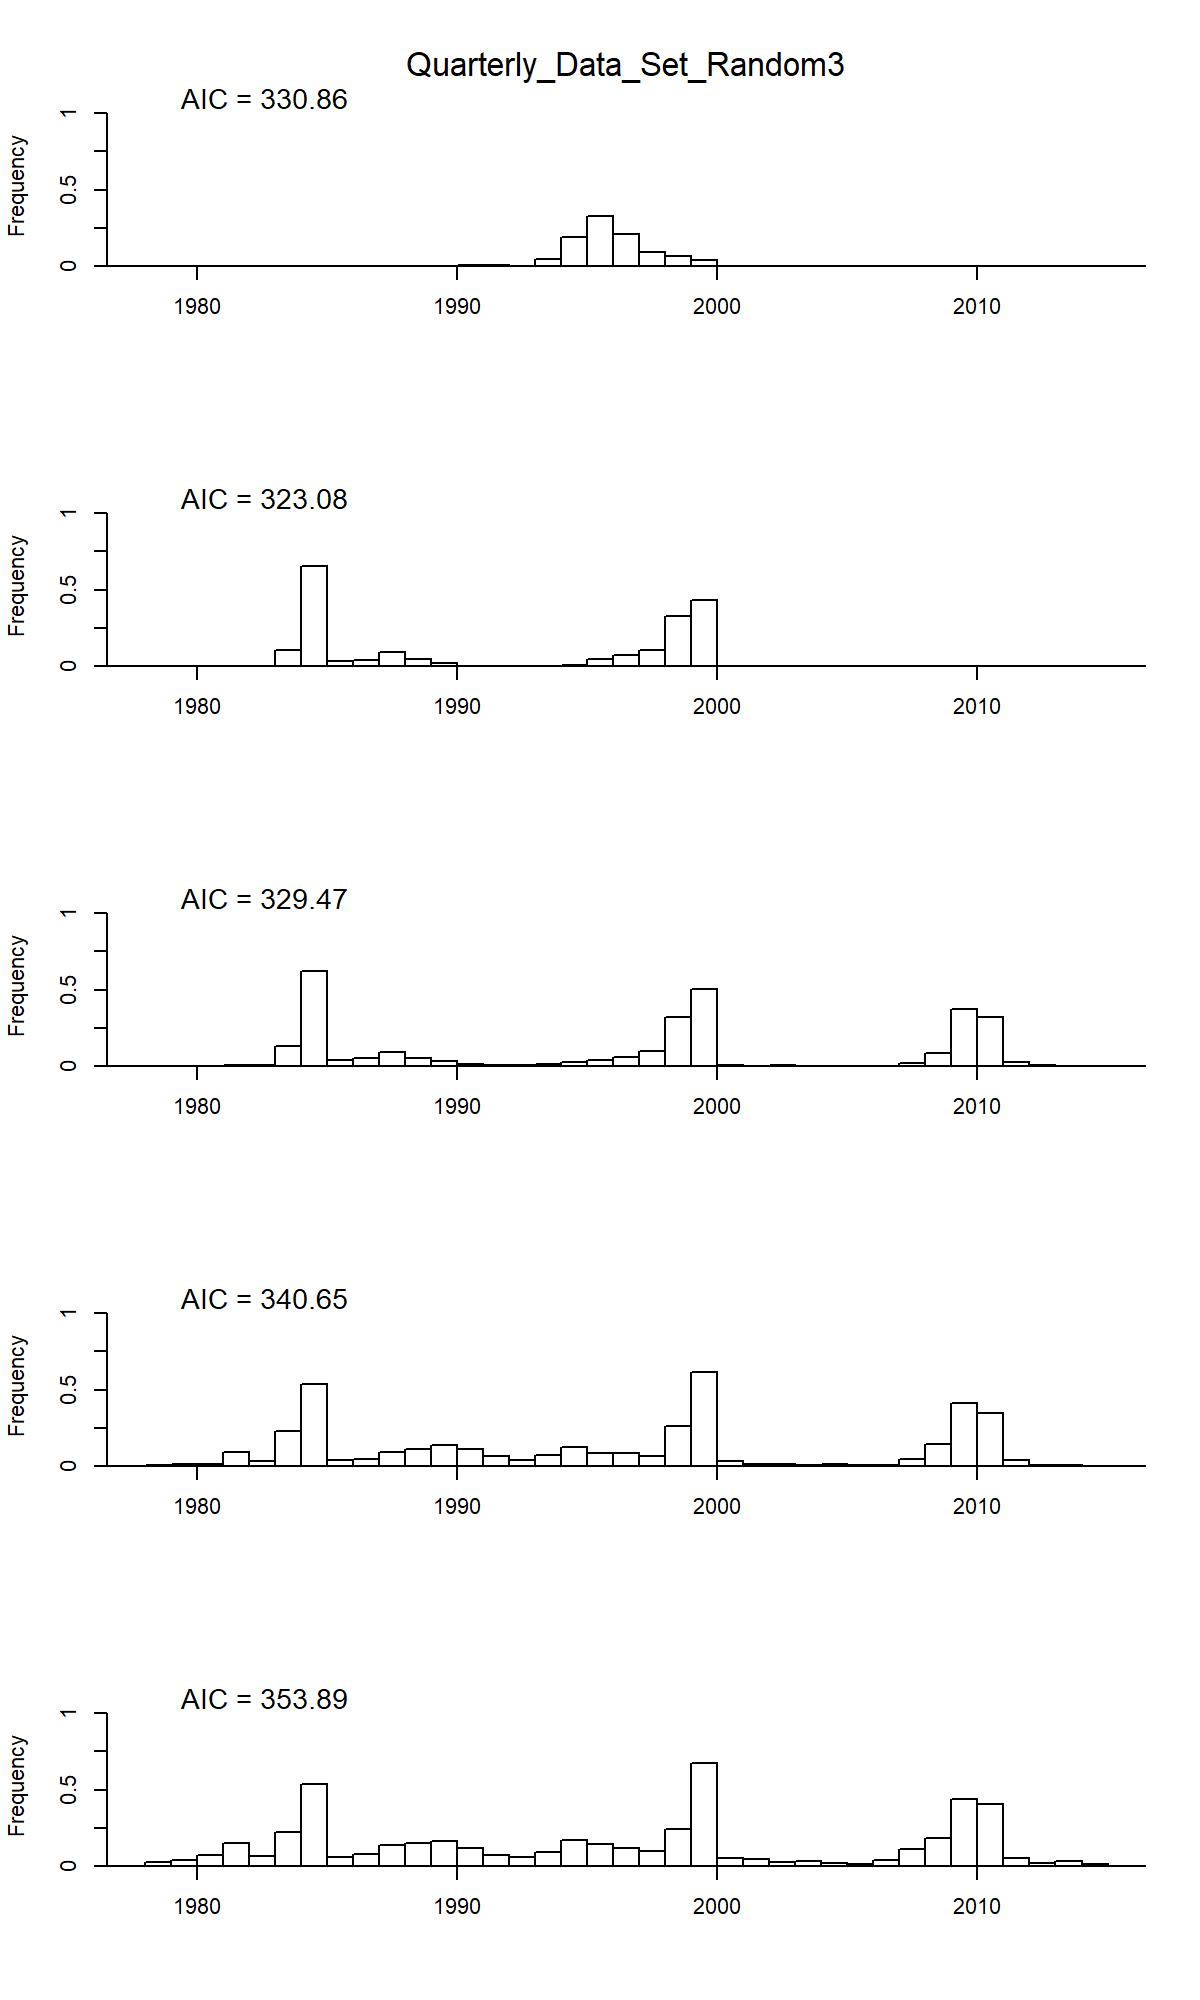 Quarterly_Data_Set_Random3
AIC = 330.86
Frequency
0 0.5 1
1980 1990 2000 2010
AIC = 323.08
Frequency
0 0.5 1
1980 1990 2000 2010
AIC = 329.47
Frequency
0 0.5 1
1980 1990 2000 2010
AIC = 340.65
Frequency
0 0.5 1
1980 1990 2000 2010
AIC = 353.89
Frequency
0 0.5 1
1980 1990 2000 2010